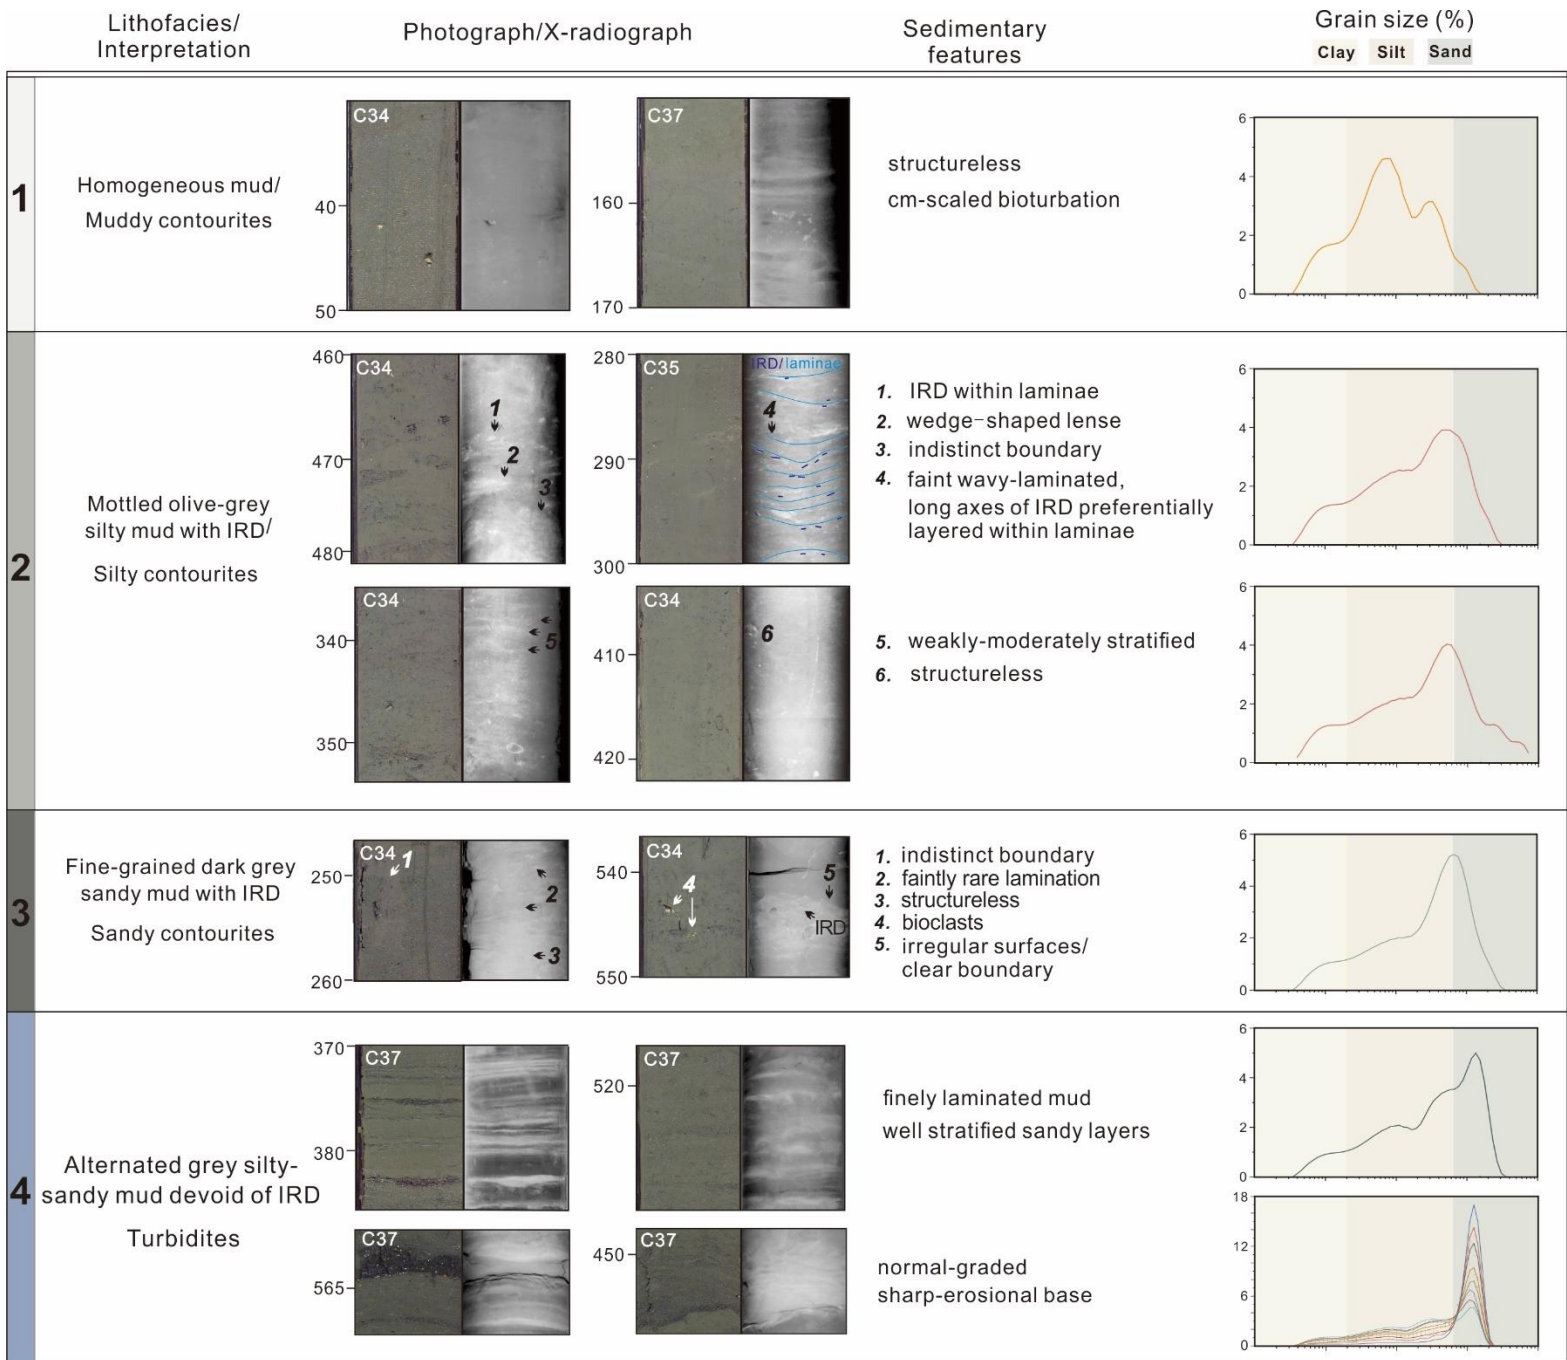 Lithofacies/
Interpretation
Photograph/X-radiograph
Sedimentary
features
Grain size (%)
Clay Silt Sand
1
Homogeneous mud/
Muddy contourites
C34
40
50
C37
160
170
structureless
cm-scaled bioturbation
6
4
2
0
2
Mottled olive-grey
silty mud with IRD/
Silty contourites
460
470
480
C34
1
2
3
280
290
300
C35
IRD/laminae
4
1. IRD within laminae
2. wedge-shaped lense
3. indistinct boundary
4. faint wavy-laminated,
long axes of IRD preferentially
layered within laminae
6
4
2
0
C34
340
350
5
C34
410
420
6
5. weakly-moderately stratified
6. structureless
6
4
2
0
3
Fine-grained dark grey
sandy mud with IRD
Sandy contourites
C34
250
260
1
2
3
C34
540
550
4
5
IRD
1. indistinct boundary
2. faintly rare lamination
3. structureless
4. bioclasts
5. irregular surfaces/
clear boundary
6
4
2
0
4
Alternated grey silty-
sandy mud devoid of IRD
Turbidites
370
380
C37
C37
520
finely laminated mud
well stratified sandy layers
6
4
2
0
C37
565
C37
450
normal-graded
sharp-erosional base
18
12
6
0